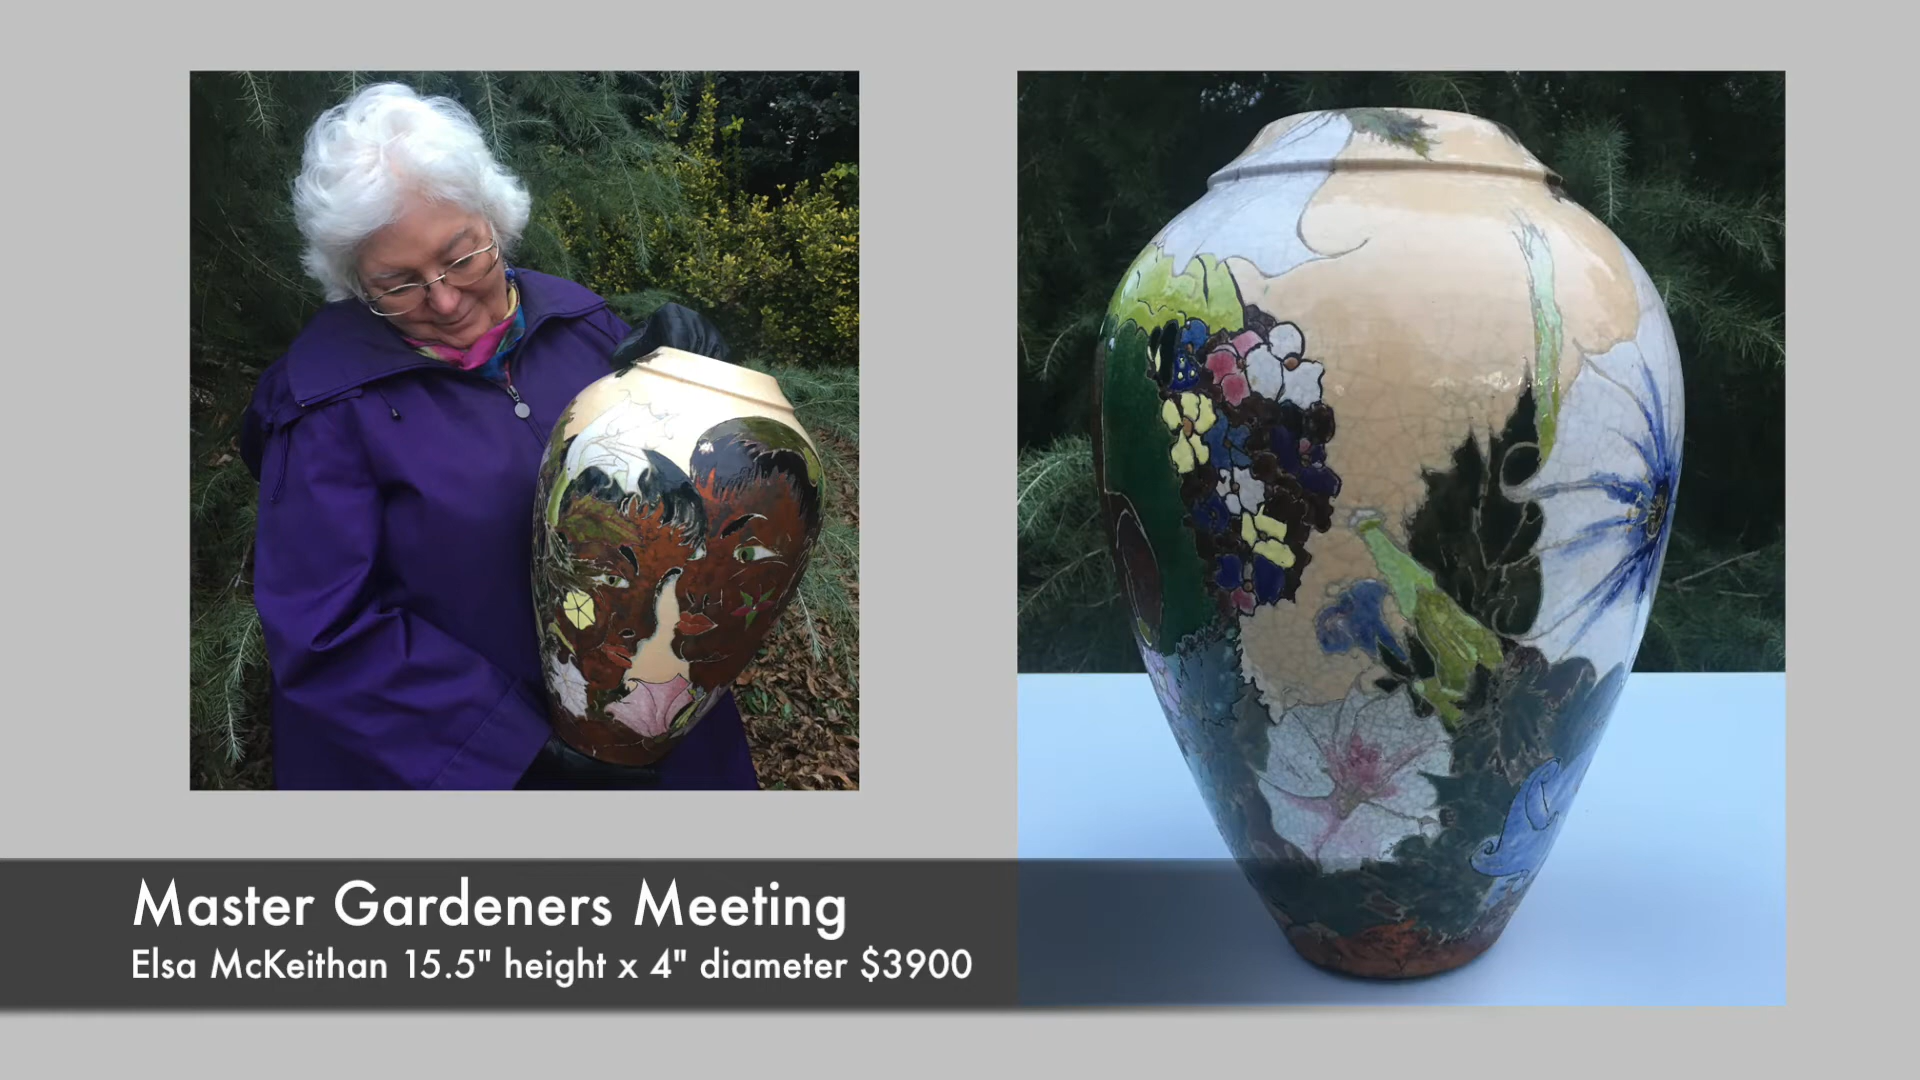 Master Gardeners Meeting
Elsa McKeithan 15.5" height x 4" diameter $3900